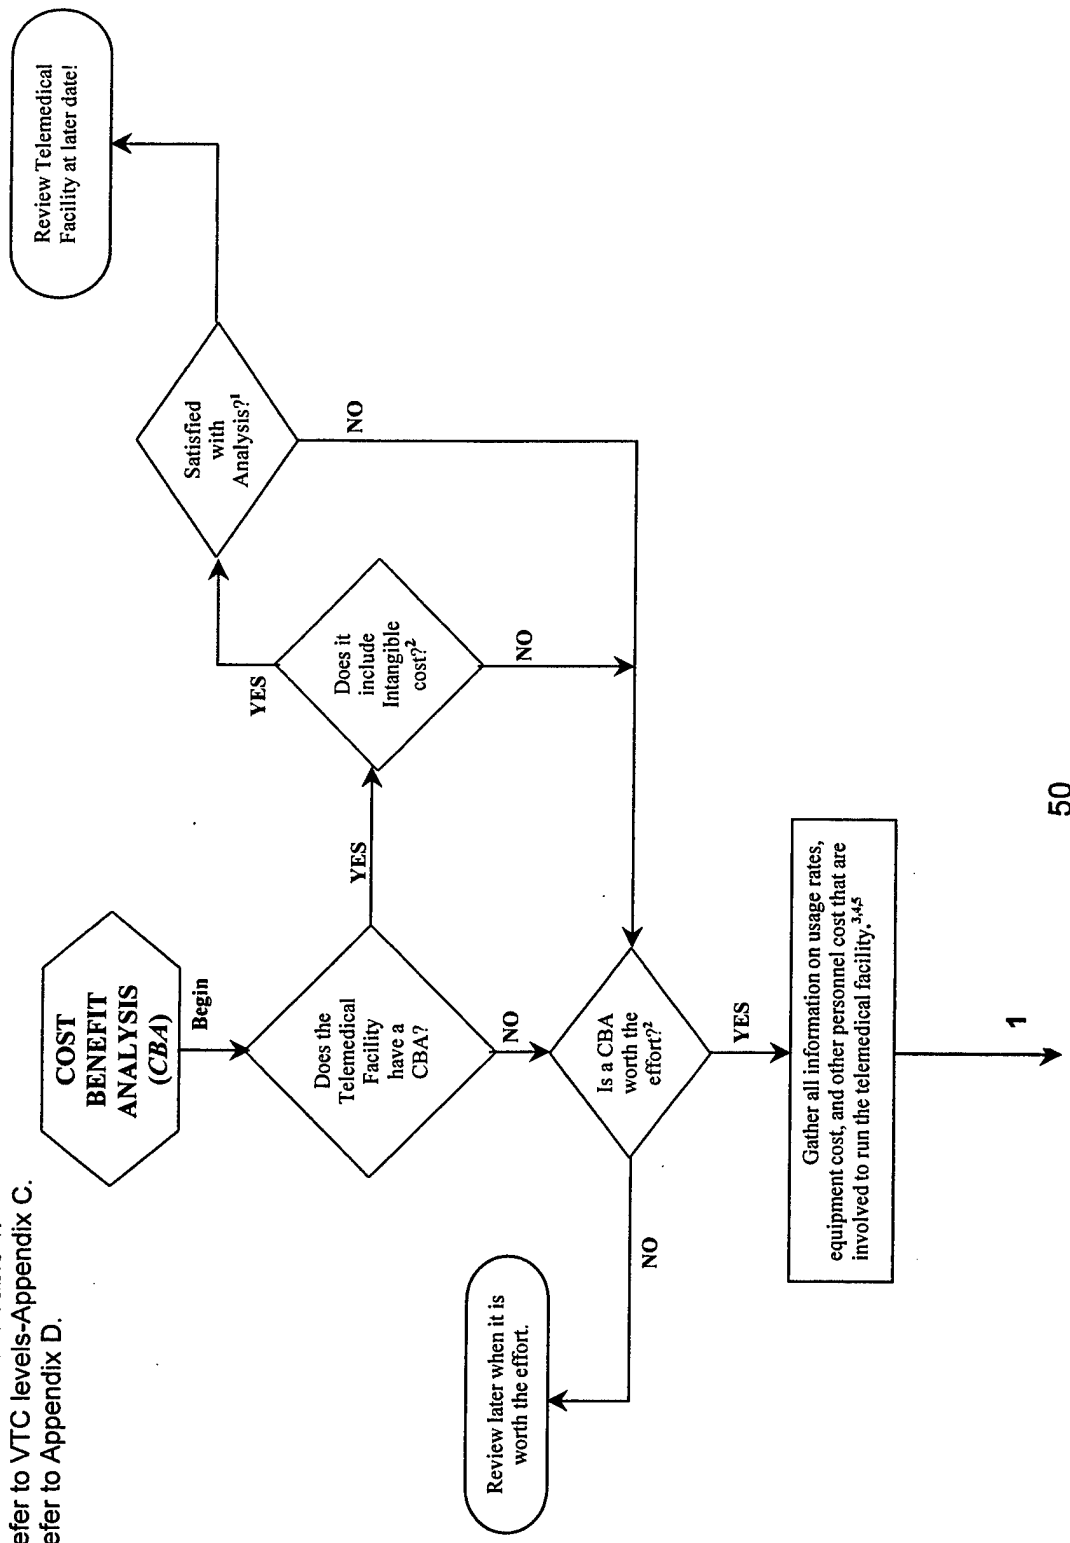 efer to VTC levels-Appendix C.
efer to Appendix D.
COST
BENEFIT
ANALYSIS
(CBA)
Begin
Does the
Telemedical
Facility
have a
CBA?
YES
NO
Does it
include
Intangible
cost?²
YES
NO
Satisfied
with
Analysis?¹
NO
Review Telemedical
Facility at later date!
Is a CBA
worth the
effort?²
NO
YES
Review later when it is
worth the effort.
Gather all information on usage rates,
equipment cost, and other personnel cost that are
involved to run the telemedical facility.³,⁴,⁵
1
50